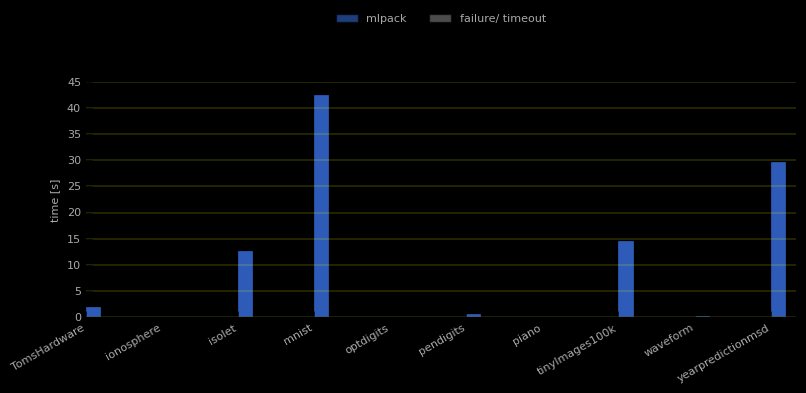 mlpack
failure/ timeout
45
40
35
30
25
20
15
10
5
0
time [s]
TomsHardware
ionosphere
isolet
mnist
optdigits
pendigits
piano
tinyImages100k
waveform
yearpredictionmsd